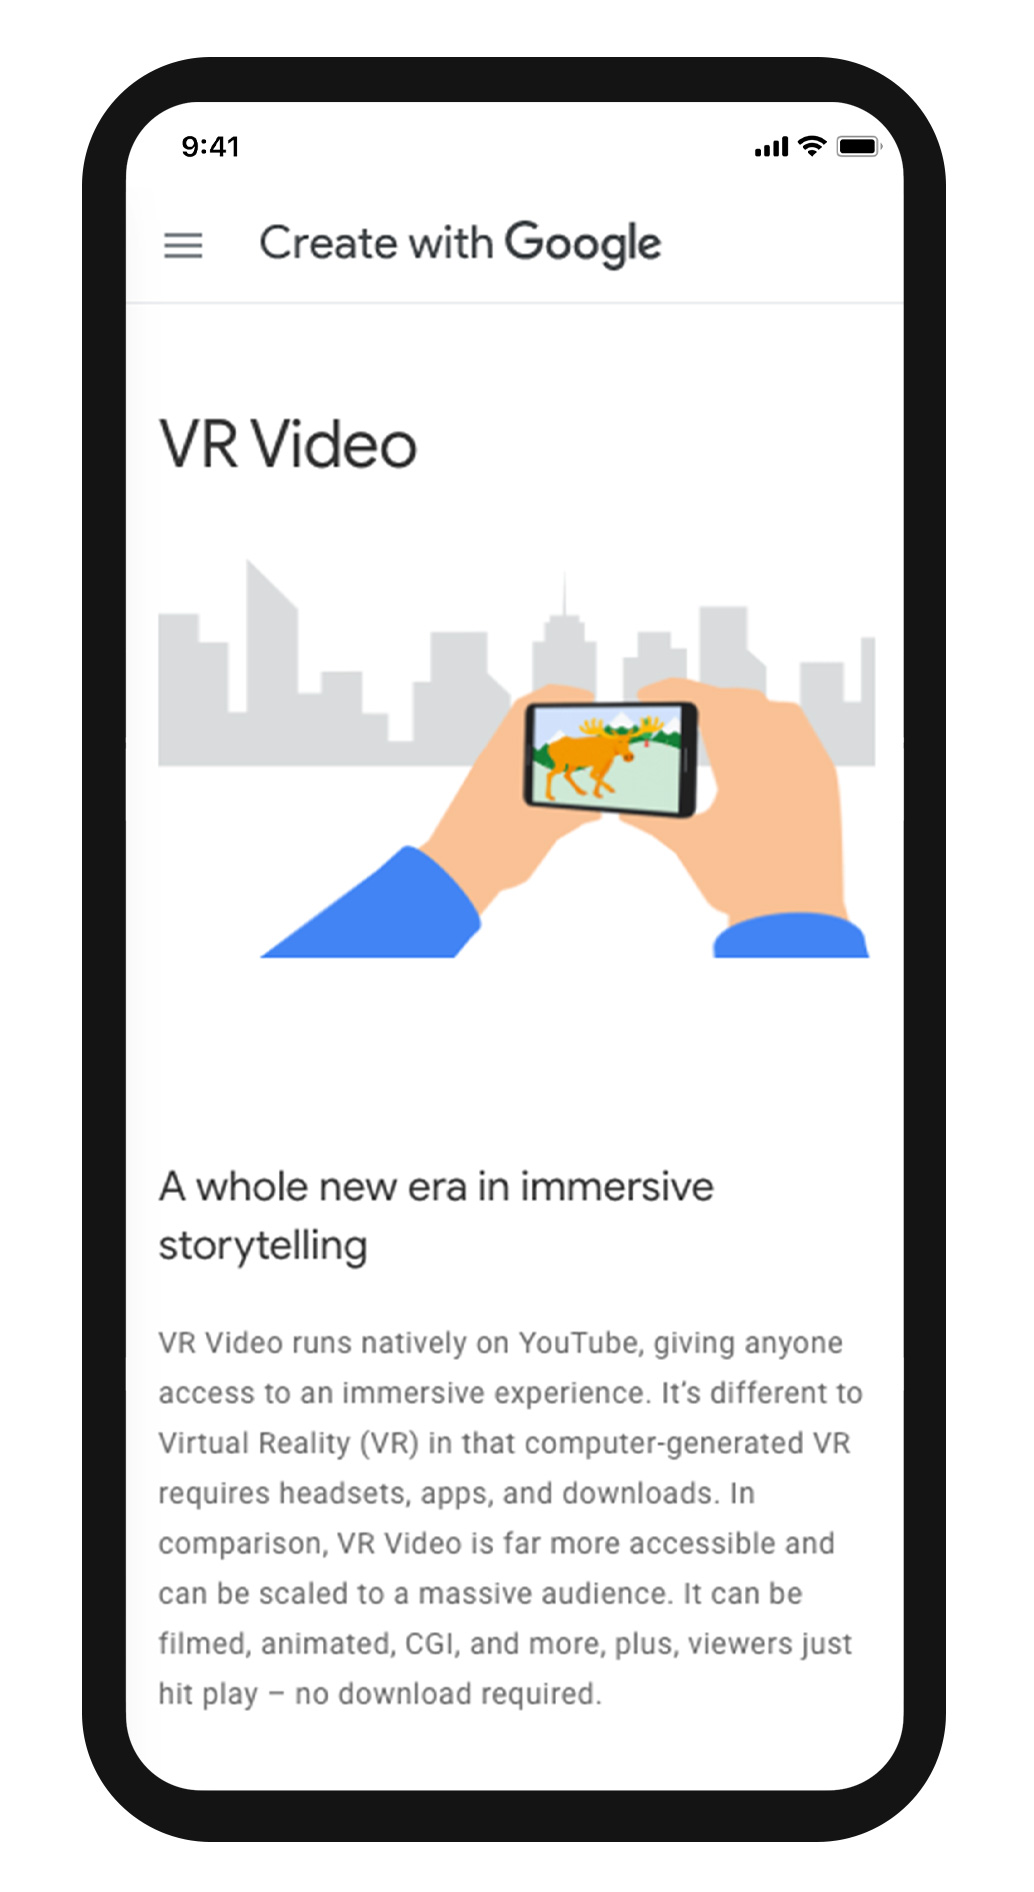 9:41
Create with Google
VR Video
A whole new era in immersive
storytelling
VR Video runs natively on YouTube, giving anyone
access to an immersive experience. It’s different to
Virtual Reality (VR) in that computer-generated VR
requires headsets, apps, and downloads. In
comparison, VR Video is far more accessible and
can be scaled to a massive audience. It can be
filmed, animated, CGI, and more, plus, viewers just
hit play – no download required.